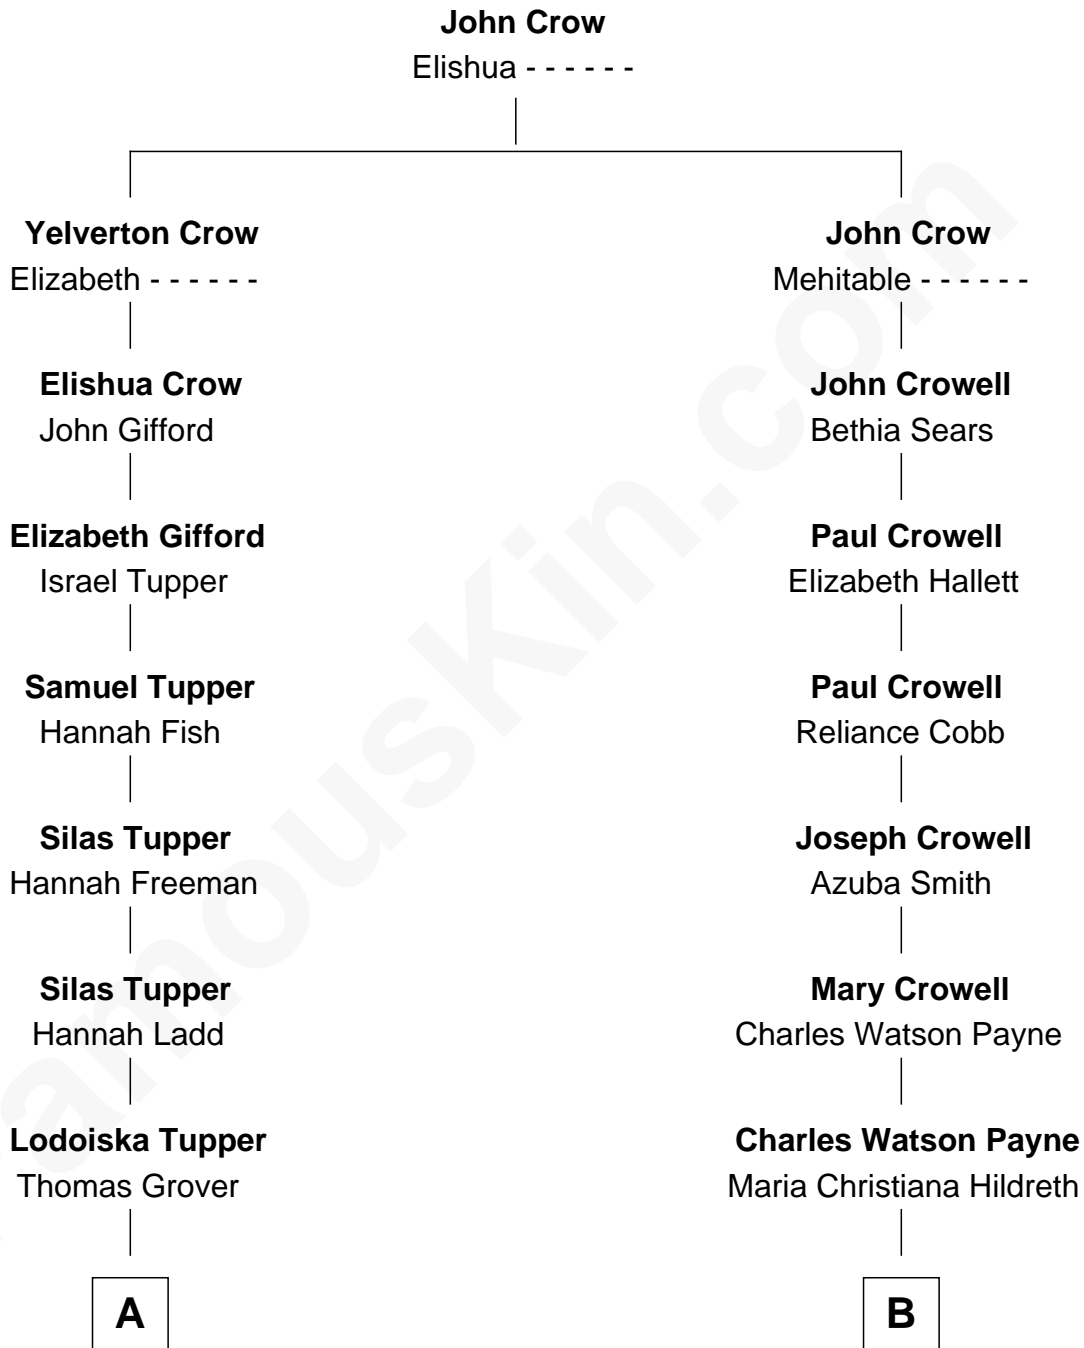 John Crow
Elishua - - - - - -
Yelverton Crow
Elizabeth - - - - - -
John Crow
Mehitable - - - - - -
Elishua Crow
John Gifford
John Crowell
Bethia Sears
Elizabeth Gifford
Israel Tupper
Paul Crowell
Elizabeth Hallett
Samuel Tupper
Hannah Fish
Paul Crowell
Reliance Cobb
Silas Tupper
Hannah Freeman
Joseph Crowell
Azuba Smith
Silas Tupper
Hannah Ladd
Mary Crowell
Charles Watson Payne
Lodoiska Tupper
Thomas Grover
Charles Watson Payne
Maria Christiana Hildreth
A
B
amouskin.com